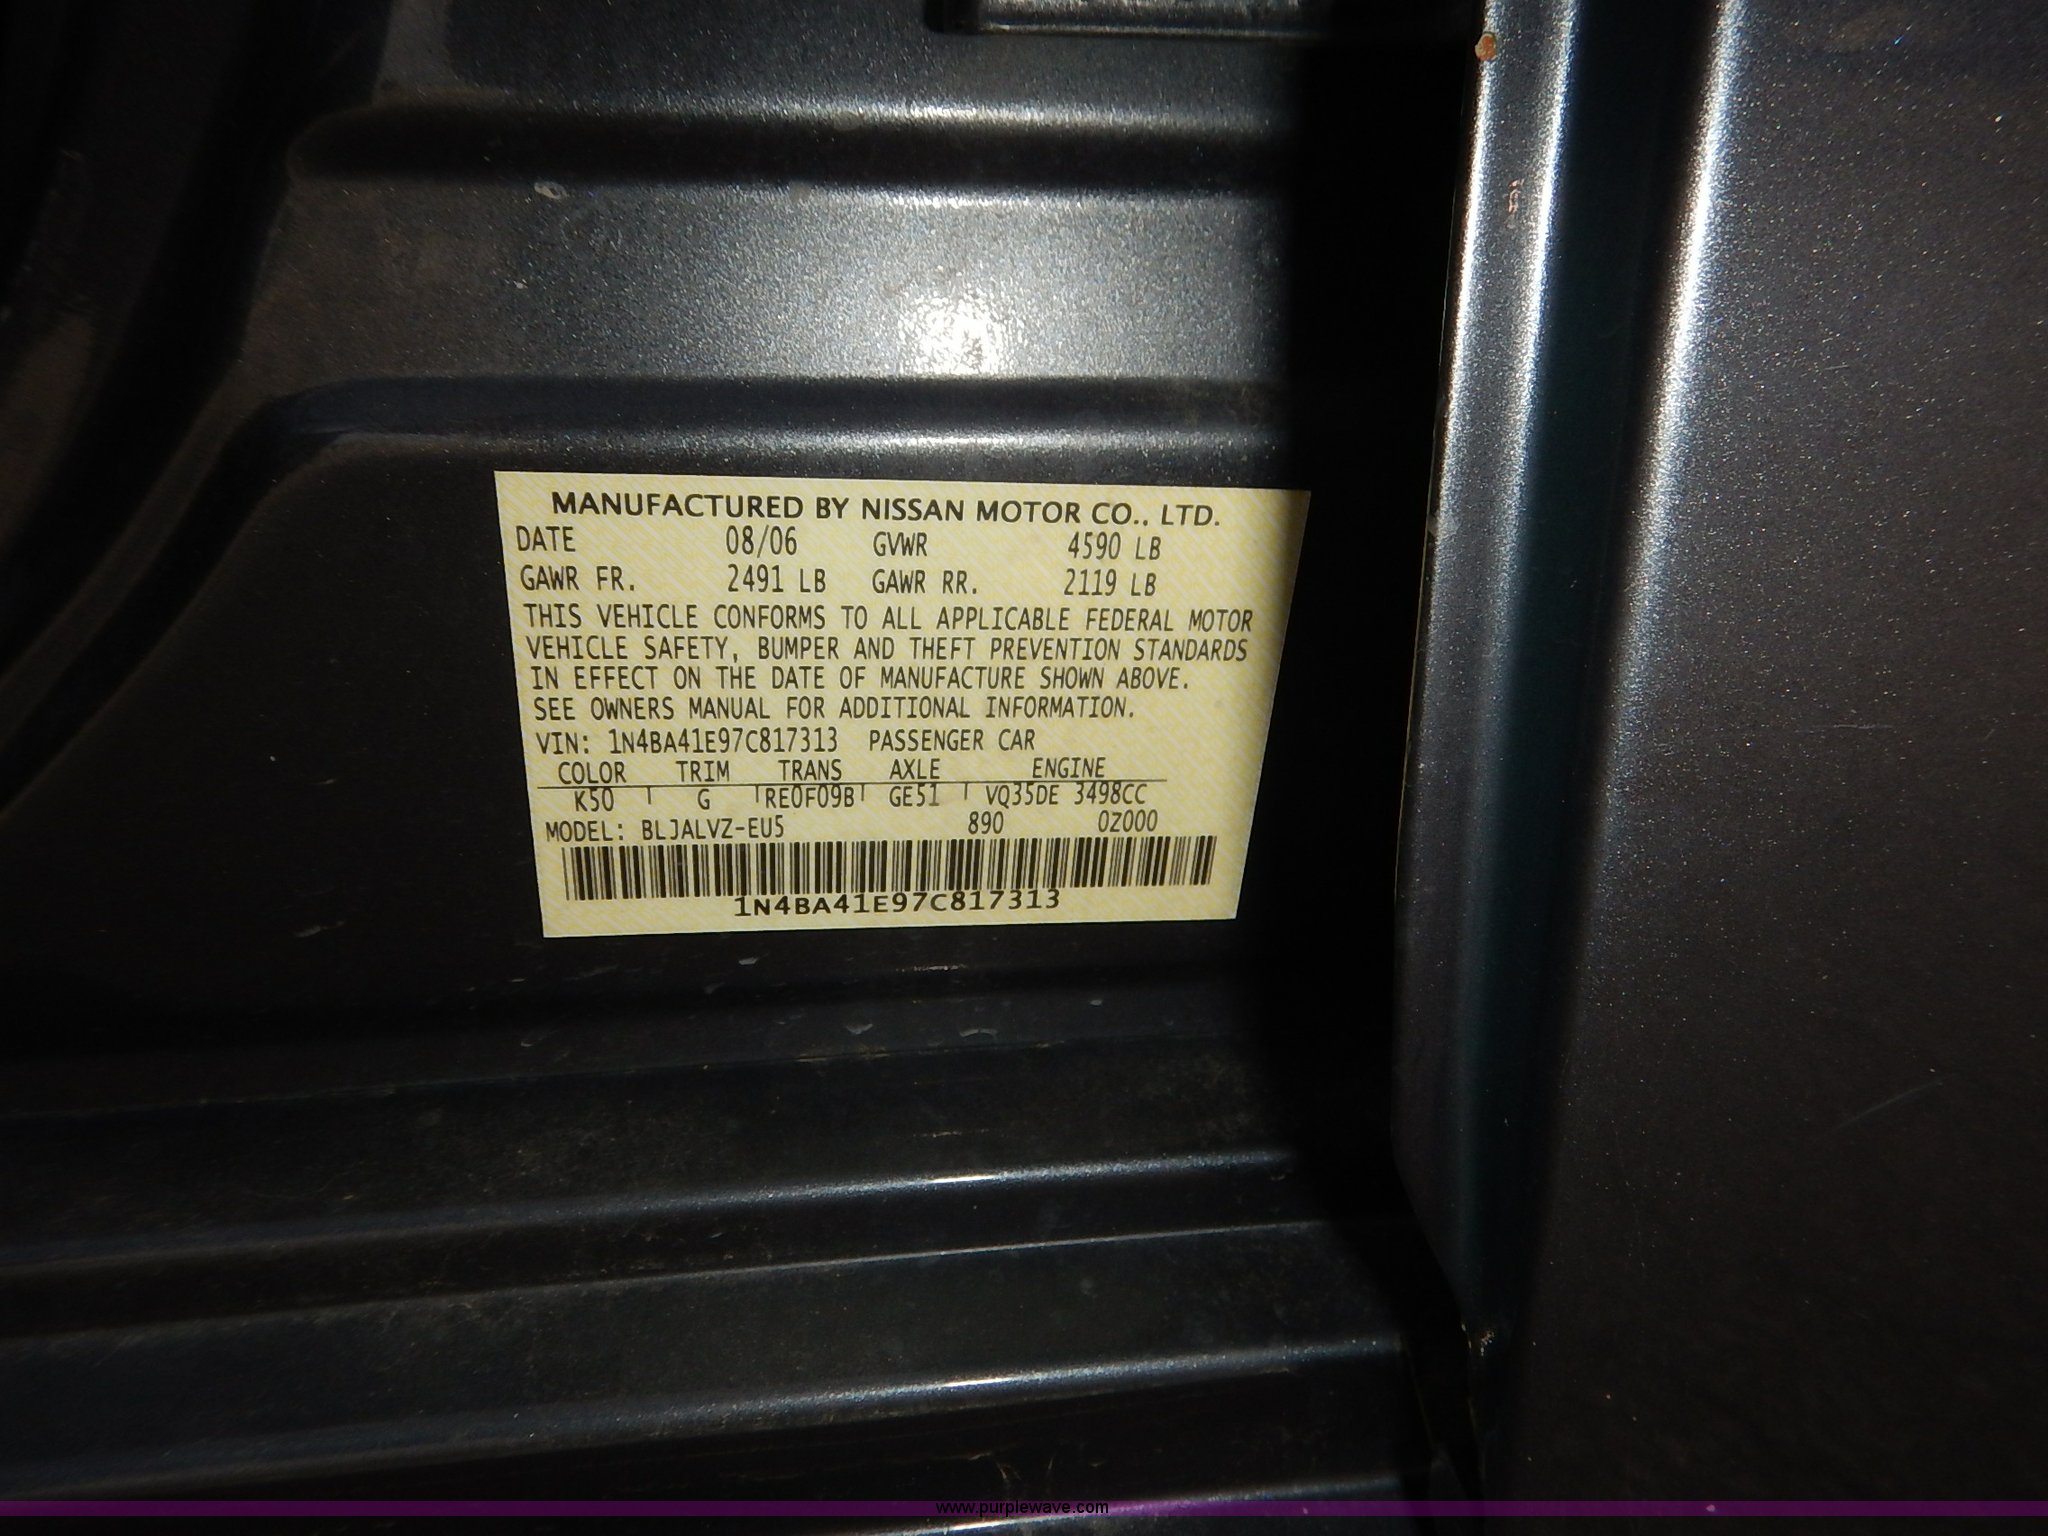 MANUFACTURED BY NISSAN MOTOR CO., LTD.
DATE 08/06 GVWR 4590 LB
GAWR FR. 2491 LB GAWR RR. 2119 LB
THIS VEHICLE CONFORMS TO ALL APPLICABLE FEDERAL MOTOR
VEHICLE SAFETY, BUMPER AND THEFT PREVENTION STANDARDS
IN EFFECT ON THE DATE OF MANUFACTURE SHOWN ABOVE.
SEE OWNERS MANUAL FOR ADDITIONAL INFORMATION.
VIN: 1N4BA41E97C817313 PASSENGER CAR
COLOR TRIM TRANS AXLE ENGINE
K50 G RE0F09B GE51 VQ35DE 3498CC
MODEL: BLJALVZ-EU5 890 0Z000
1N4BA41E97C817313
www.purplewave.com